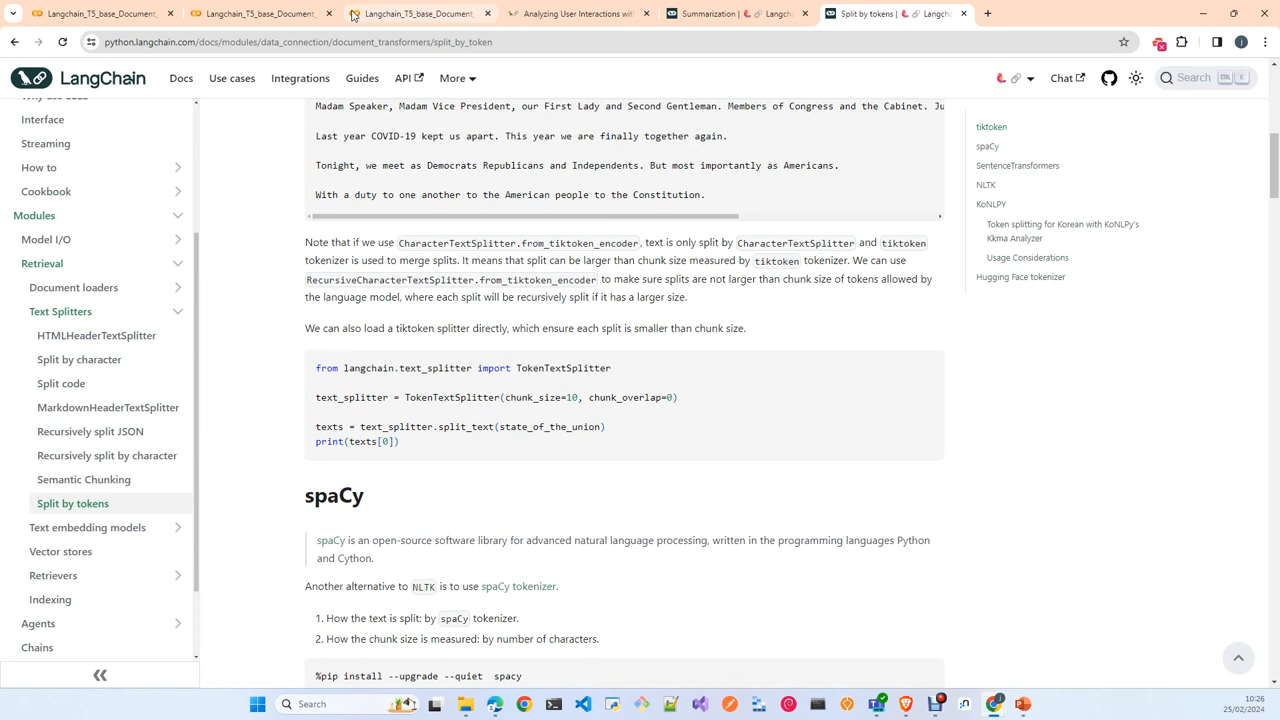 Langchain_T5_base_Document_
Langchain_T5_base_Document_
Langchain_T5_base_Document_
Analyzing User Interactions with
Summarization | 🦜🔗 Langch
Split by tokens | 🦜🔗 Langcha
python.langchain.com/docs/modules/data_connection/document_transformers/split_by_token
LangChain
Docs
Use cases
Integrations
Guides
API
More
Chat
Search
Interface
Streaming
How to
Cookbook
Modules
Model I/O
Retrieval
Document loaders
Text Splitters
HTMLHeaderTextSplitter
Split by character
Split code
MarkdownHeaderTextSplitter
Recursively split JSON
Recursively split by character
Semantic Chunking
Split by tokens
Text embedding models
Vector stores
Retrievers
Indexing
Agents
Chains
Madam Speaker, Madam Vice President, our First Lady and Second Gentleman. Members of Congress and the Cabinet. Ju
Last year COVID-19 kept us apart. This year we are finally together again.
Tonight, we meet as Democrats Republicans and Independents. But most importantly as Americans.
With a duty to one another to the American people to the Constitution.
Note that if we use CharacterTextSplitter.from_tiktoken_encoder, text is only split by CharacterTextSplitter and tiktoken
tokenizer is used to merge splits. It means that split can be larger than chunk size measured by tiktoken tokenizer. We can use
RecursiveCharacterTextSplitter.from_tiktoken_encoder to make sure splits are not larger than chunk size of tokens allowed by
the language model, where each split will be recursively split if it has a larger size.
We can also load a tiktoken splitter directly, which ensure each split is smaller than chunk size.
from langchain.text_splitter import TokenTextSplitter
text_splitter = TokenTextSplitter(chunk_size=10, chunk_overlap=0)
texts = text_splitter.split_text(state_of_the_union)
print(texts[0])
spaCy
spaCy is an open-source software library for advanced natural language processing, written in the programming languages Python
and Cython.
Another alternative to NLTK is to use spaCy tokenizer.
1. How the text is split: by spaCy tokenizer.
2. How the chunk size is measured: by number of characters.
%pip install --upgrade --quiet  spacy
tiktoken
spaCy
SentenceTransformers
NLTK
KoNLPY
Token splitting for Korean with KoNLPy's
Kkma Analyzer
Usage Considerations
Hugging Face tokenizer
Search
10:26
25/02/2024